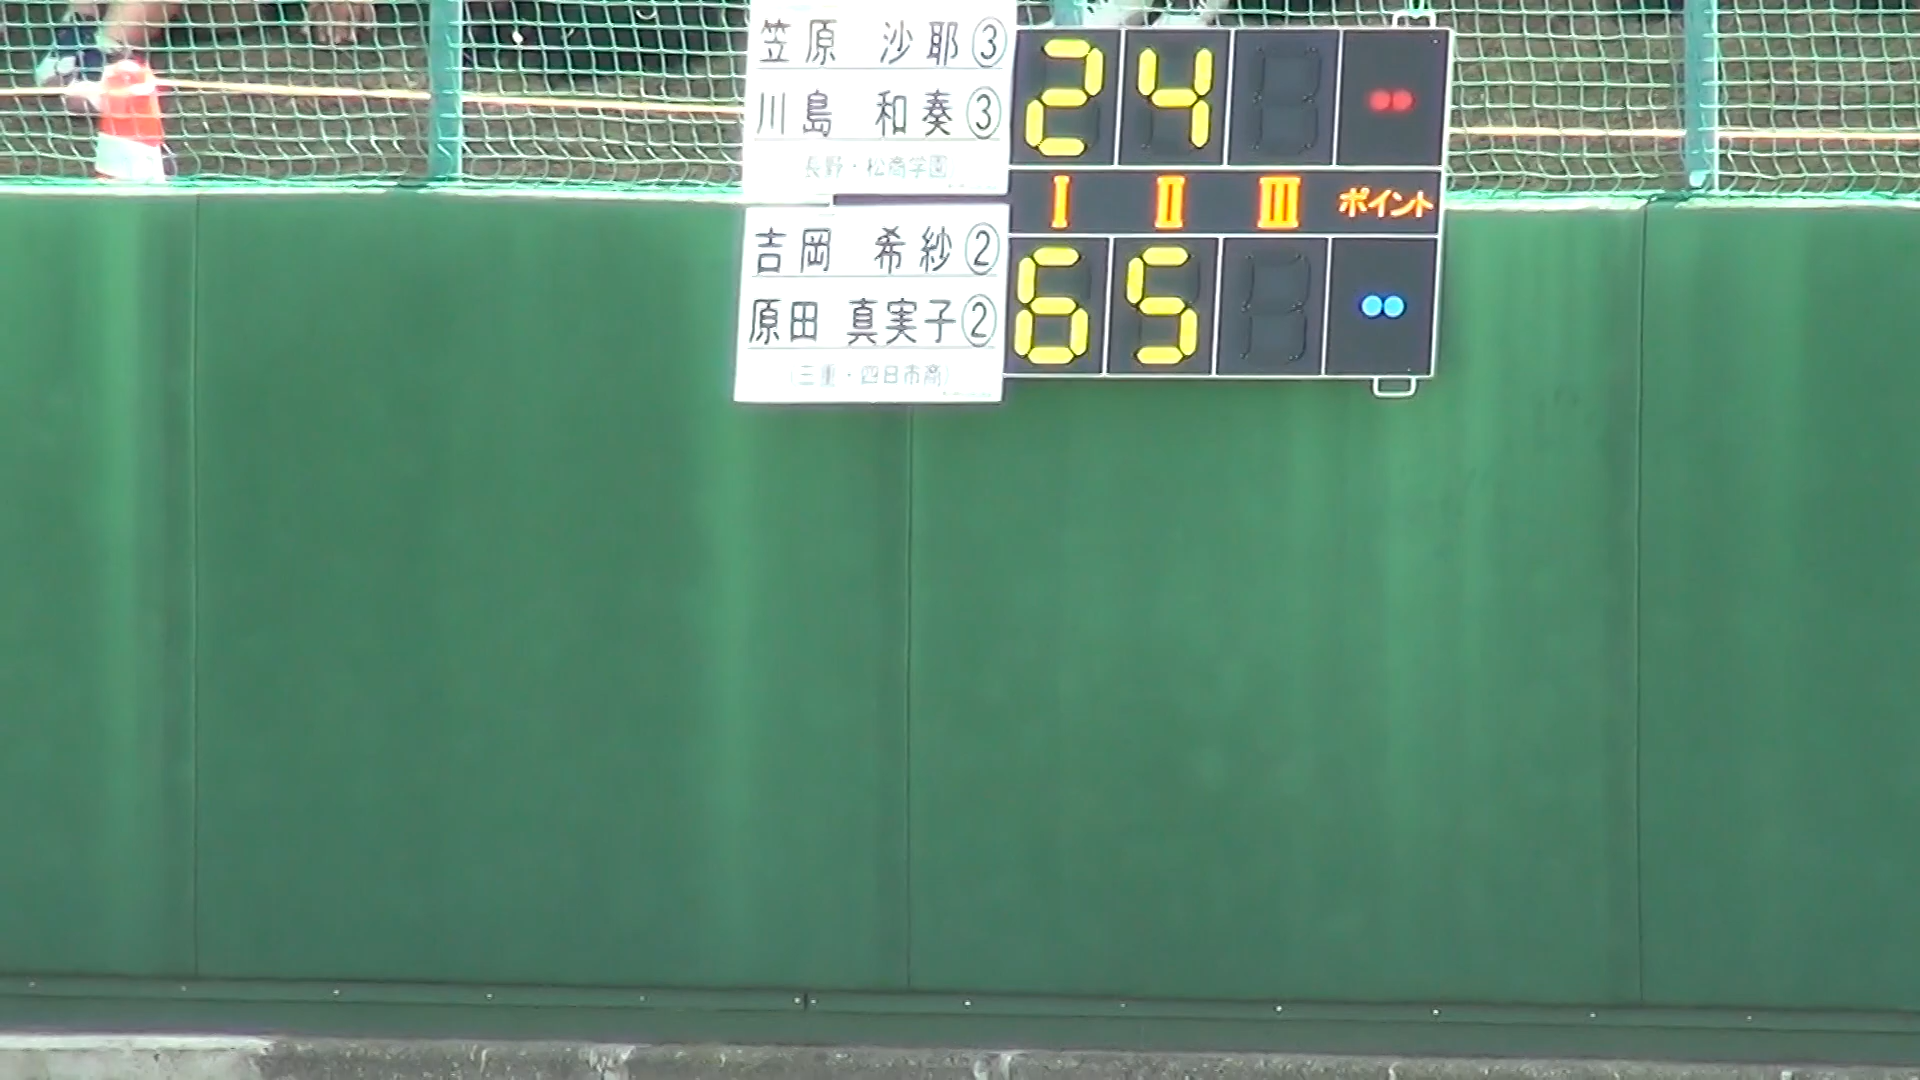 笠原 沙耶③
川島 和奏③
(長野・松商学園)
2 4
I II III ポイント
吉岡 希紗②
原田 真実子②
(三重・四日市商)
6 5